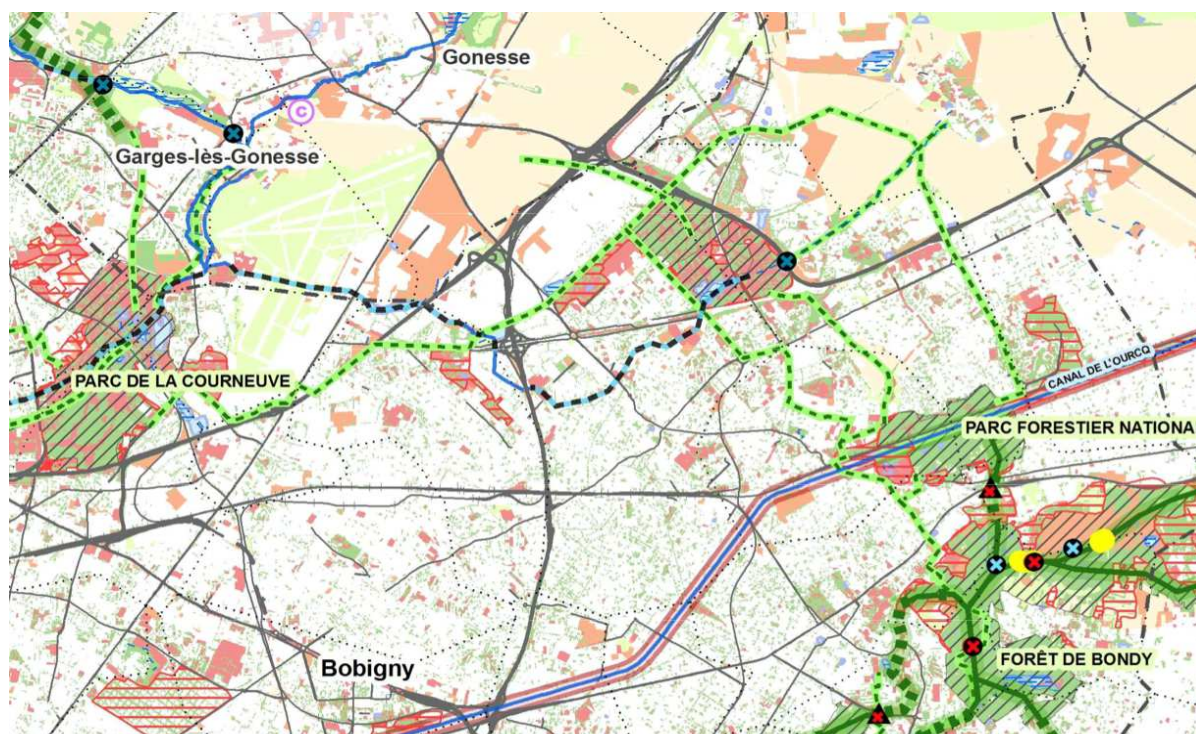 Gonesse
C
Garges-lès-Gonesse
PARC DE LA COURNEUVE
CANAL DE L'OURCQ
PARC FORESTIER NATIONA
Bobigny
FORÊT DE BONDY